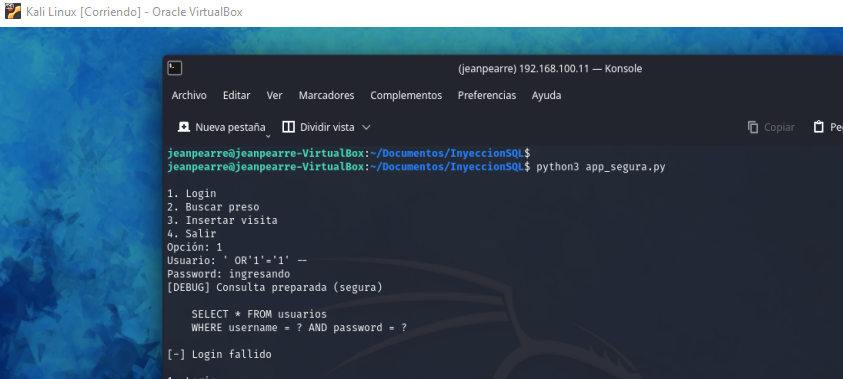 Kali Linux [Corriendo] - Oracle VirtualBox
(jeanpearre) 192.168.100.11 — Konsole
Archivo Editar Ver Marcadores Complementos Preferencias Ayuda
Nueva pestaña Dividir vista Copiar
jeanpearre@jeanpearre-VirtualBox:~/Documentos/InyeccionSQL$
jeanpearre@jeanpearre-VirtualBox:~/Documentos/InyeccionSQL$ python3 app_segura.py
1. Login
2. Buscar preso
3. Insertar visita
4. Salir
Opción: 1
Usuario: ' OR'1'='1' --
Password: ingresando
[DEBUG] Consulta preparada (segura)
SELECT * FROM usuarios
WHERE username = ? AND password = ?
[-] Login fallido